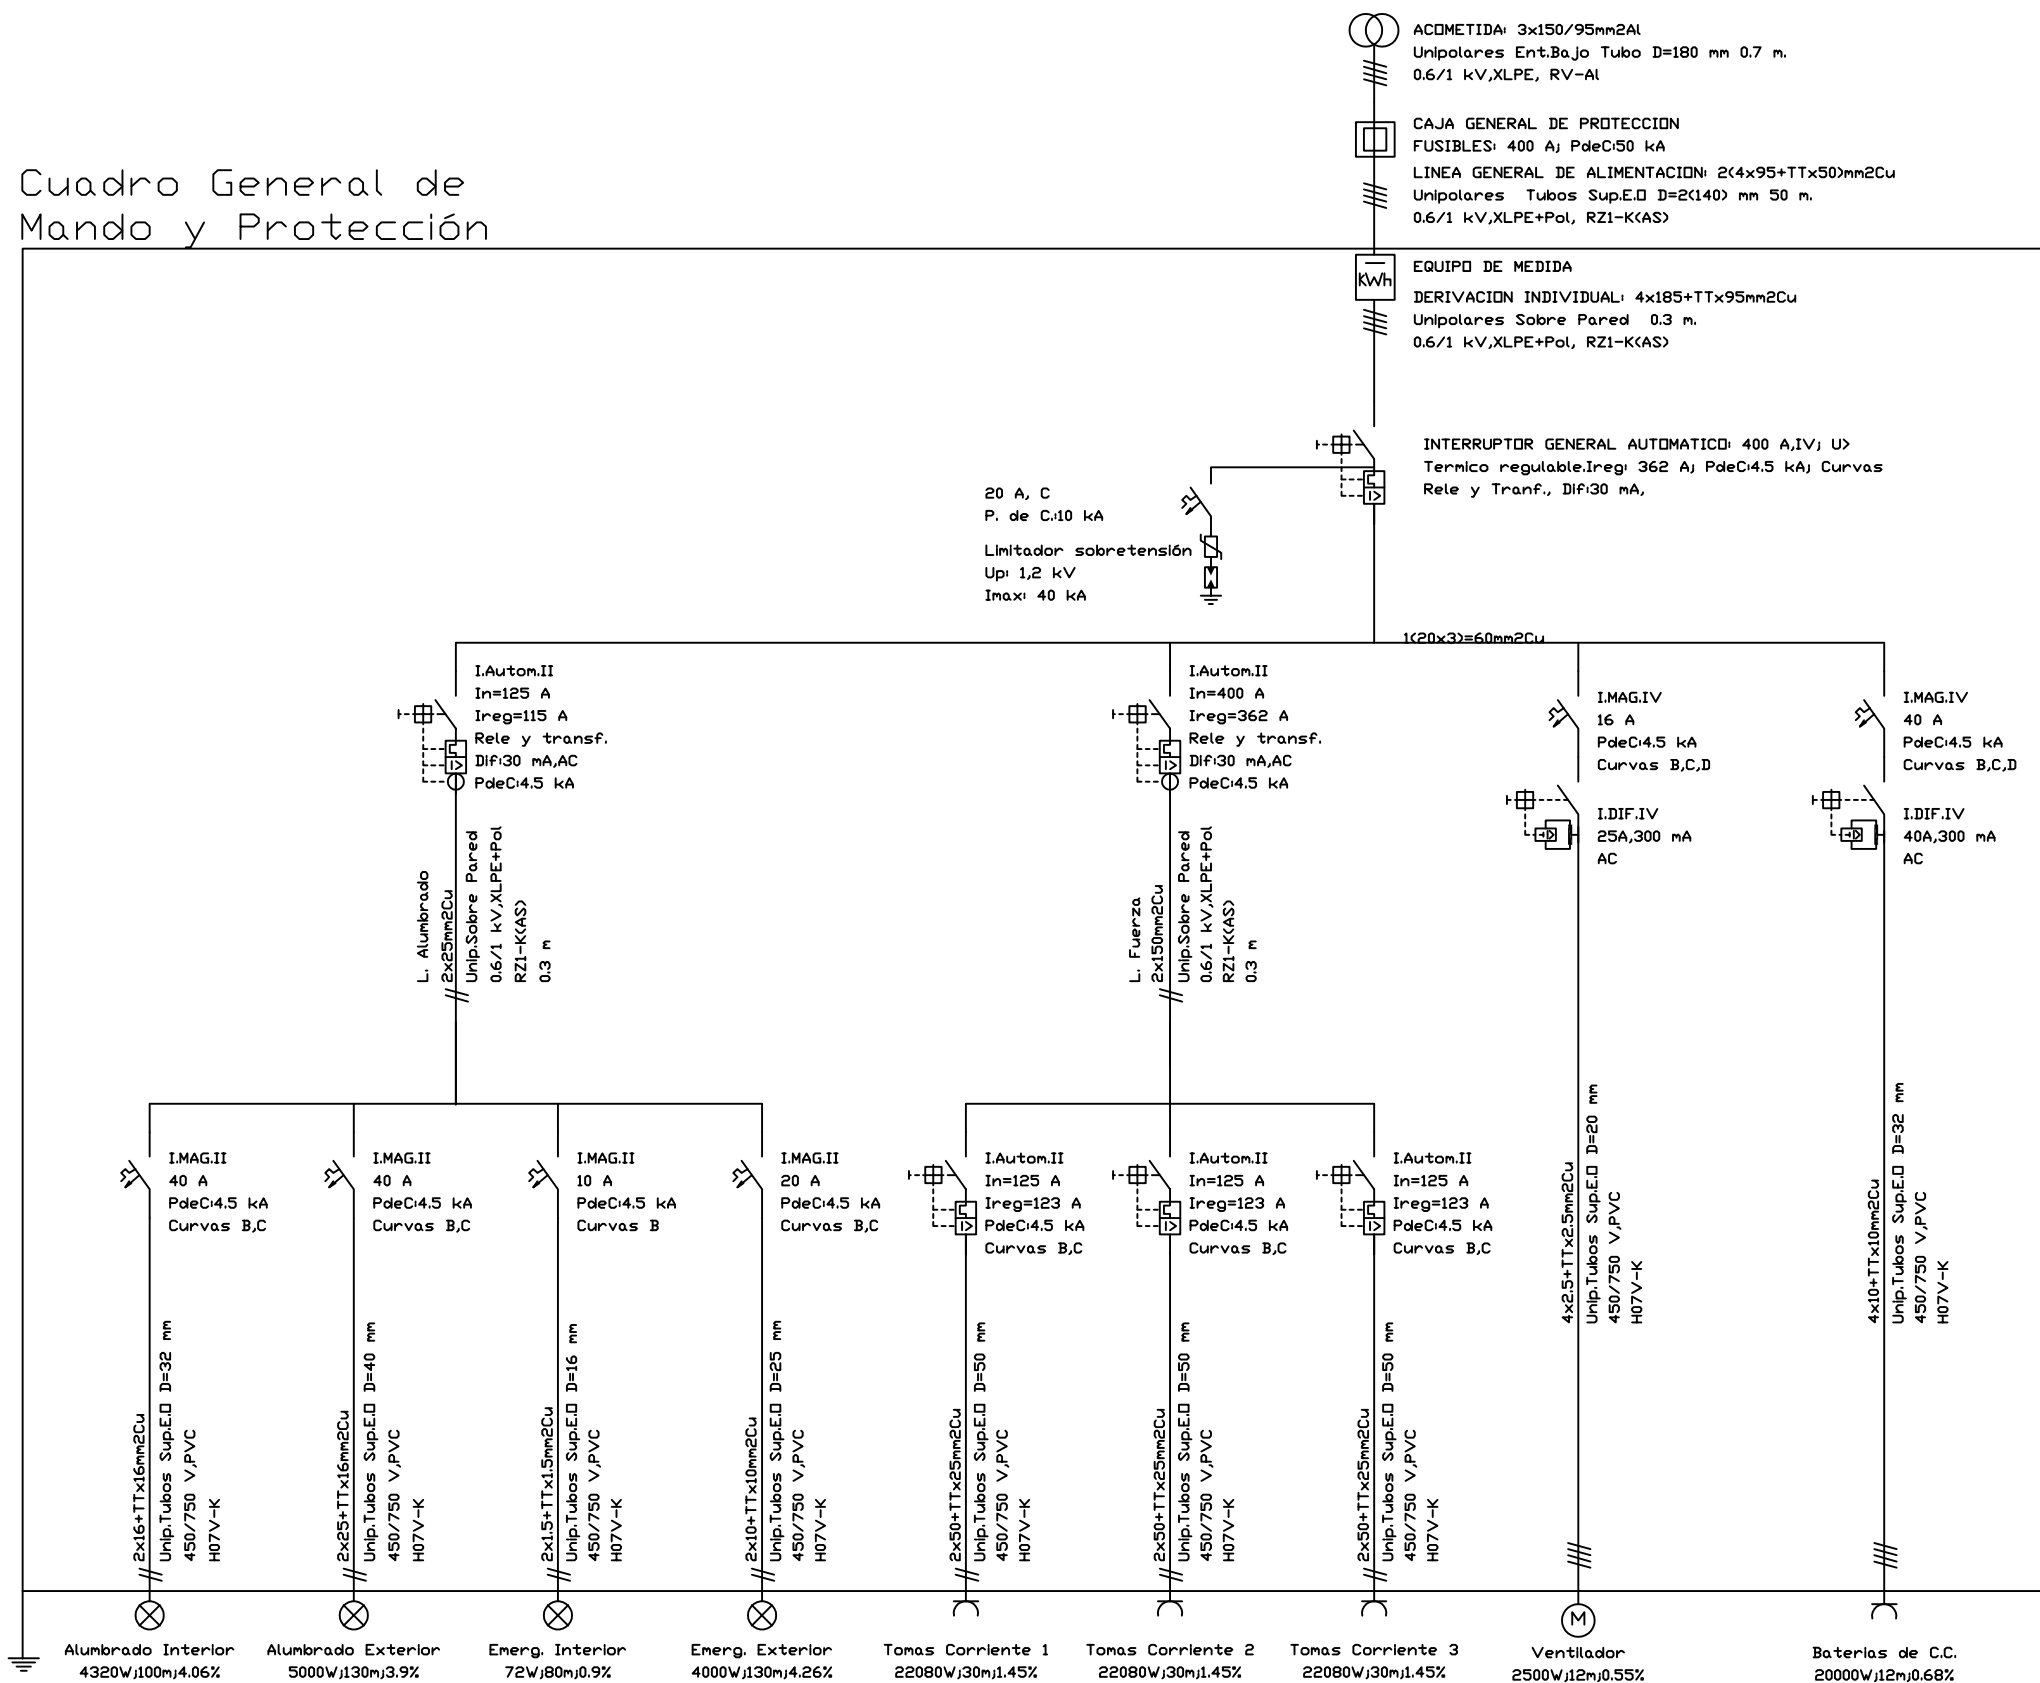 ACOMETIDA: 3x150/95mm2Al
Unipolares Ent.Bajo Tubo D=180 mm 0.7 m.
0.6/1 kV,XLPE, RV-Al
CAJA GENERAL DE PROTECCION
FUSIBLES: 400 A; PdeC:50 kA
LINEA GENERAL DE ALIMENTACION: 2(4x95+TTx50)mm2Cu
Unipolares Tubos Sup.E.O D=2(140) mm 50 m.
0.6/1 kV,XLPE+Pol, RZ1-K(AS)
Cuadro General de
Mando y Protección
KWh
EQUIPO DE MEDIDA
DERIVACION INDIVIDUAL: 4x185+TTx95mm2Cu
Unipolares Sobre Pared 0.3 m.
0.6/1 kV,XLPE+Pol, RZ1-K(AS)
INTERRUPTOR GENERAL AUTOMATICO: 400 A,IV; U>
Termico regulable.Ireg: 362 A; PdeC:4.5 kA; Curvas
Rele y Tranf., Dif:30 mA,
I>
20 A, C
P. de C.:10 kA
Limitador sobretensión
Up: 1,2 kV
Imax: 40 kA
1(20x3)=60mm2Cu
I.Autom.II
In=125 A
Ireg=115 A
Rele y transf.
Dif:30 mA,AC
PdeC:4.5 kA
I>
L. Alumbrado
2x25mm2Cu
Unip.Sobre Pared
0.6/1 kV,XLPE+Pol
RZ1-K(AS)
0.3 m
I.Autom.II
In=400 A
Ireg=362 A
Rele y transf.
Dif:30 mA,AC
PdeC:4.5 kA
I>
L. Fuerza
2x150mm2Cu
Unip.Sobre Pared
0.6/1 kV,XLPE+Pol
RZ1-K(AS)
0.3 m
I.MAG.IV
16 A
PdeC:4.5 kA
Curvas B,C,D
I.DIF.IV
25A,300 mA
AC
4x2.5+TTx2.5mm2Cu
Unip.Tubos Sup.E.O D=20 mm
450/750 V,PVC
H07V-K
I.MAG.IV
40 A
PdeC:4.5 kA
Curvas B,C,D
I.DIF.IV
40A,300 mA
AC
4x10+TTx10mm2Cu
Unip.Tubos Sup.E.O D=32 mm
450/750 V,PVC
H07V-K
I.MAG.II
40 A
PdeC:4.5 kA
Curvas B,C
2x16+TTx16mm2Cu
Unip.Tubos Sup.E.O D=32 mm
450/750 V,PVC
H07V-K
I.MAG.II
40 A
PdeC:4.5 kA
Curvas B,C
2x25+TTx16mm2Cu
Unip.Tubos Sup.E.O D=40 mm
450/750 V,PVC
H07V-K
I.MAG.II
10 A
PdeC:4.5 kA
Curvas B
2x1.5+TTx1.5mm2Cu
Unip.Tubos Sup.E.O D=16 mm
450/750 V,PVC
H07V-K
I.MAG.II
20 A
PdeC:4.5 kA
Curvas B,C
2x10+TTx10mm2Cu
Unip.Tubos Sup.E.O D=25 mm
450/750 V,PVC
H07V-K
I.Autom.II
In=125 A
Ireg=123 A
PdeC:4.5 kA
Curvas B,C
I>
2x50+TTx25mm2Cu
Unip.Tubos Sup.E.O D=50 mm
450/750 V,PVC
H07V-K
I.Autom.II
In=125 A
Ireg=123 A
PdeC:4.5 kA
Curvas B,C
I>
2x50+TTx25mm2Cu
Unip.Tubos Sup.E.O D=50 mm
450/750 V,PVC
H07V-K
I.Autom.II
In=125 A
Ireg=123 A
PdeC:4.5 kA
Curvas B,C
I>
2x50+TTx25mm2Cu
Unip.Tubos Sup.E.O D=50 mm
450/750 V,PVC
H07V-K
Alumbrado Interior
4320W;100m;4.06%
Alumbrado Exterior
5000W;130m;3.9%
Emerg. Interior
72W;80m;0.9%
Emerg. Exterior
4000W;130m;4.26%
Tomas Corriente 1
22080W;30m;1.45%
Tomas Corriente 2
22080W;30m;1.45%
Tomas Corriente 3
22080W;30m;1.45%
M
Ventilador
2500W;12m;0.55%
Baterias de C.C.
20000W;12m;0.68%